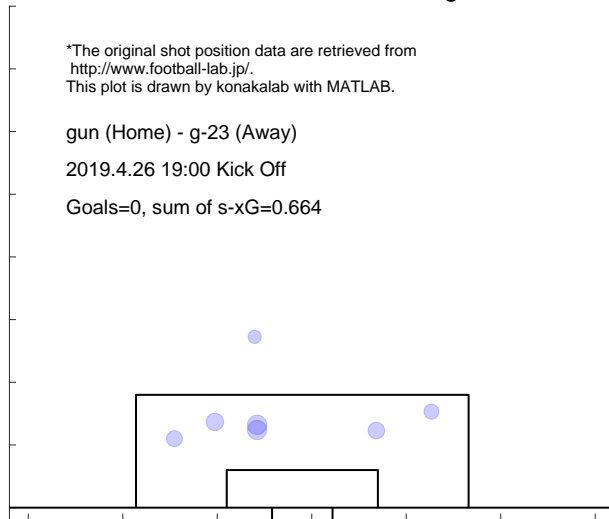 *The original shot position data are retrieved from
http://www.football-lab.jp/.
This plot is drawn by konakalab with MATLAB.
gun (Home) - g-23 (Away)
2019.4.26 19:00 Kick Off
Goals=0, sum of s-xG=0.664